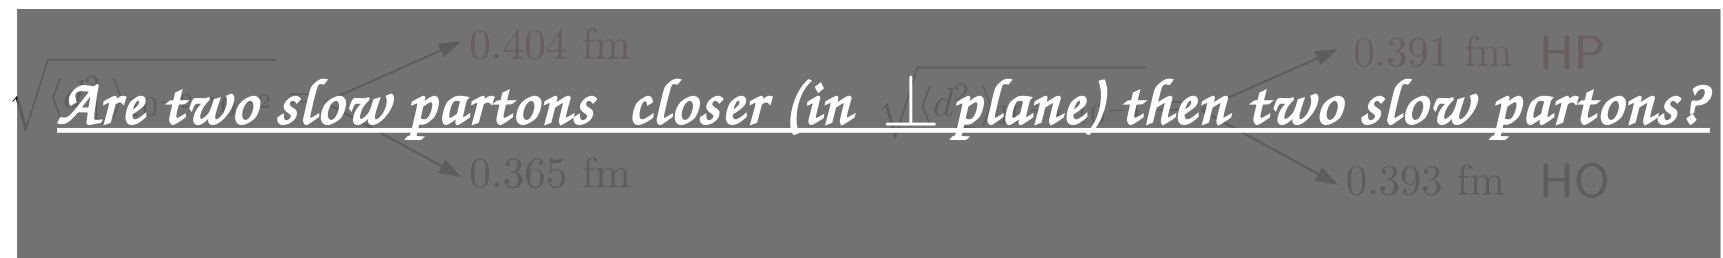 0.404 fm
0.391 fm HP
Are two slow partons closer (in ⊥ plane) then two slow partons?
0.365 fm
0.393 fm HO